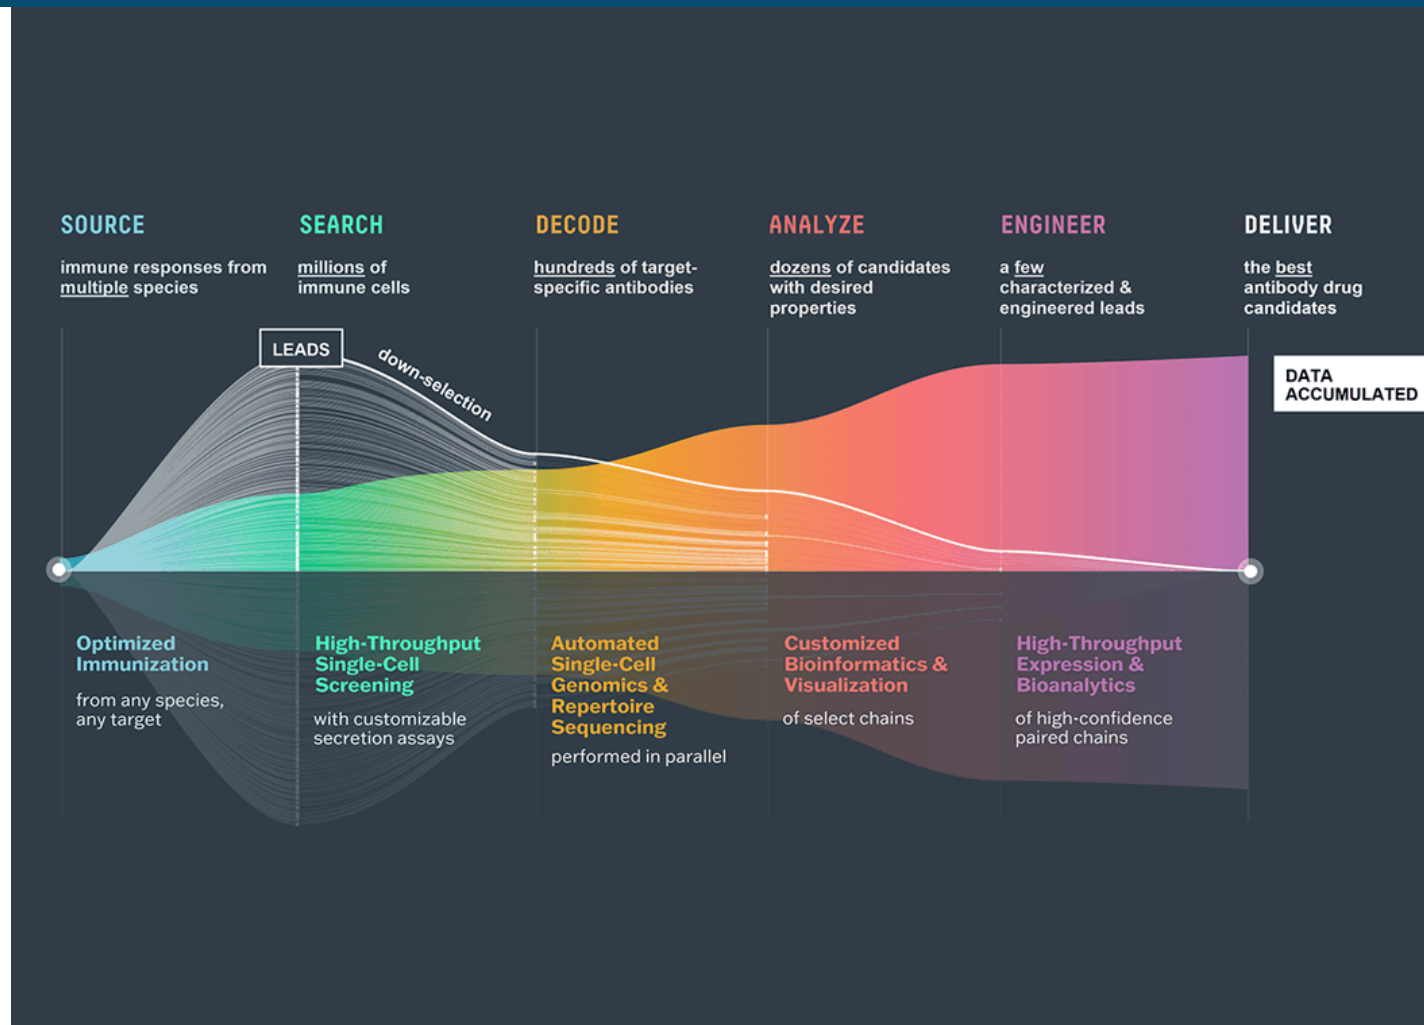 SOURCE
immune responses from
multiple species
SEARCH
millions of
immune cells
DECODE
hundreds of target-
specific antibodies
ANALYZE
dozens of candidates
with desired
properties
ENGINEER
a few
characterized &
engineered leads
DELIVER
the best
antibody drug
candidates
LEADS
down-selection
DATA
ACCUMULATED
Optimized
Immunization
from any species,
any target
High-Throughput
Single-Cell
Screening
with customizable
secretion assays
Automated
Single-Cell
Genomics &
Repertoire
Sequencing
performed in parallel
Customized
Bioinformatics &
Visualization
of select chains
High-Throughput
Expression &
Bioanalytics
of high-confidence
paired chains